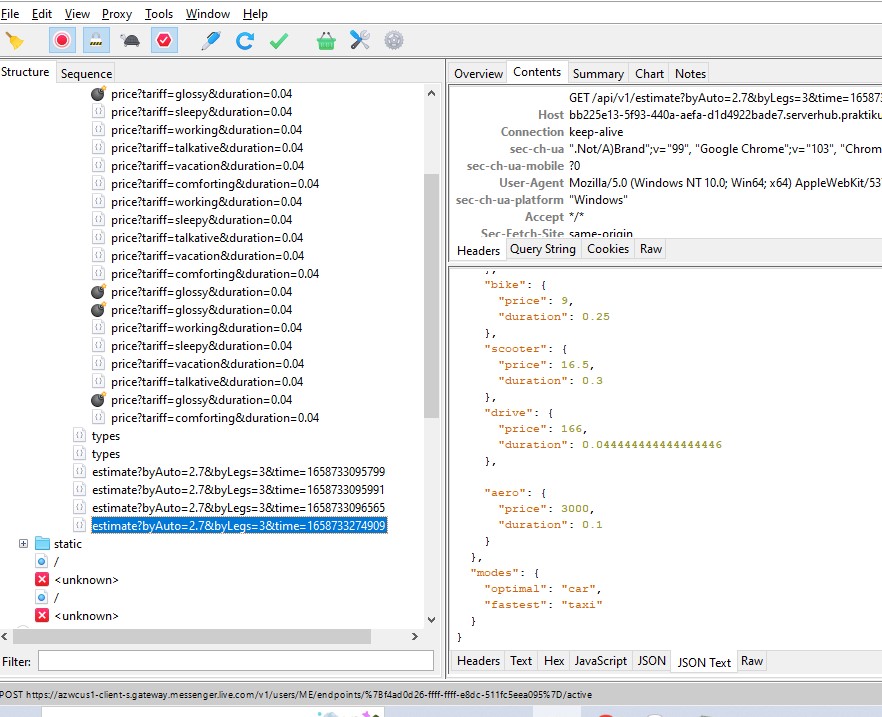 File Edit View Proxy Tools Window Help
Structure Sequence
price?tariff=glossy&duration=0.04
price?tariff=sleepy&duration=0.04
price?tariff=working&duration=0.04
price?tariff=talkative&duration=0.04
price?tariff=vacation&duration=0.04
price?tariff=comforting&duration=0.04
price?tariff=working&duration=0.04
price?tariff=sleepy&duration=0.04
price?tariff=talkative&duration=0.04
price?tariff=vacation&duration=0.04
price?tariff=comforting&duration=0.04
price?tariff=glossy&duration=0.04
price?tariff=glossy&duration=0.04
price?tariff=working&duration=0.04
price?tariff=sleepy&duration=0.04
price?tariff=vacation&duration=0.04
price?tariff=talkative&duration=0.04
price?tariff=glossy&duration=0.04
price?tariff=comforting&duration=0.04
types
types
estimate?byAuto=2.7&byLegs=3&time=1658733095799
estimate?byAuto=2.7&byLegs=3&time=1658733095991
estimate?byAuto=2.7&byLegs=3&time=1658733096565
estimate?byAuto=2.7&byLegs=3&time=1658733274909
static
/
<unknown>
/
<unknown>
Filter:
Overview Contents Summary Chart Notes
GET /api/v1/estimate?byAuto=2.7&byLegs=3&time=16587
Host bb225e13-5f93-440a-aefa-d1d4922bade7.serverhub.praktiku
Connection keep-alive
sec-ch-ua ".Not/A)Brand";v="99", "Google Chrome";v="103", "Chrom
sec-ch-ua-mobile ?0
User-Agent Mozilla/5.0 (Windows NT 10.0; Win64; x64) AppleWebKit/53
sec-ch-ua-platform "Windows"
Accept */*
Sec-Fetch-Site same-origin
Headers Query String Cookies Raw
},
"bike": {
"price": 9,
"duration": 0.25
},
"scooter": {
"price": 16.5,
"duration": 0.3
},
"drive": {
"price": 166,
"duration": 0.044444444444444446
},
"aero": {
"price": 3000,
"duration": 0.1
}
},
"modes": {
"optimal": "car",
"fastest": "taxi"
}
}
Headers Text Hex JavaScript JSON JSON Text Raw
POST https://azwcus1-client-s.gateway.messenger.live.com/v1/users/ME/endpoints/%7Bf4ad0d26-ffff-ffff-e8dc-511fc5eea095%7D/active